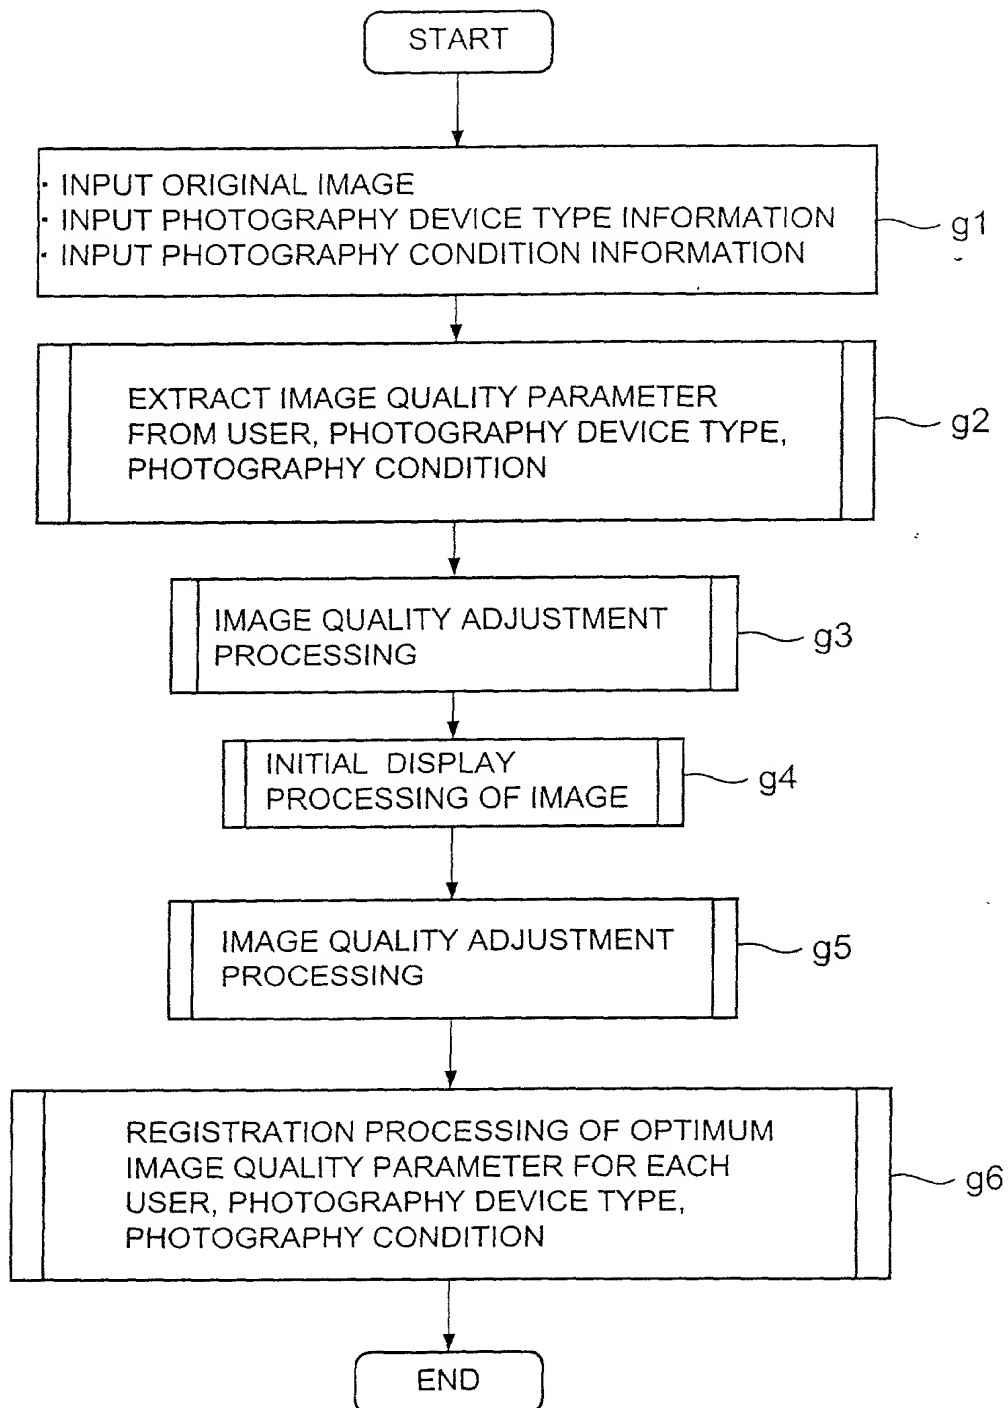 START
· INPUT ORIGINAL IMAGE
· INPUT PHOTOGRAPHY DEVICE TYPE INFORMATION
· INPUT PHOTOGRAPHY CONDITION INFORMATION
g1
EXTRACT IMAGE QUALITY PARAMETER
FROM USER, PHOTOGRAPHY DEVICE TYPE,
PHOTOGRAPHY CONDITION
g2
IMAGE QUALITY ADJUSTMENT
PROCESSING
g3
INITIAL DISPLAY
PROCESSING OF IMAGE
g4
IMAGE QUALITY ADJUSTMENT
PROCESSING
g5
REGISTRATION PROCESSING OF OPTIMUM
IMAGE QUALITY PARAMETER FOR EACH
USER, PHOTOGRAPHY DEVICE TYPE,
PHOTOGRAPHY CONDITION
g6
END